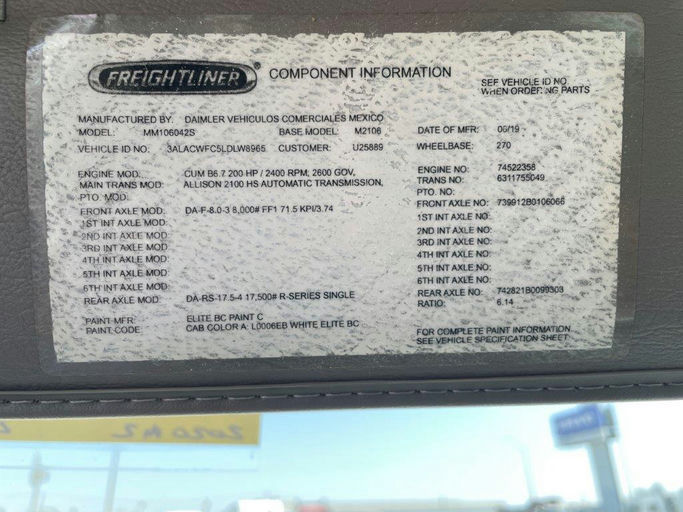 FREIGHTLINER® COMPONENT INFORMATION
SEE VEHICLE ID NO.
WHEN ORDERING PARTS
MANUFACTURED BY: DAIMLER VEHICULOS COMERCIALES MEXICO
MODEL: MM106042S BASE MODEL: M2106 DATE OF MFR: 06/19
VEHICLE ID NO: 3ALACWFC5LDLW8965 CUSTOMER: U25889 WHEELBASE: 270
ENGINE MOD: CUM B6.7 200 HP / 2400 RPM, 2600 GOV, ENGINE NO: 74522358
MAIN TRANS MOD: ALLISON 2100 HS AUTOMATIC TRANSMISSION, TRANS NO: 6311755049
PTO. MOD: PTO. NO:
FRONT AXLE MOD: DA-F-8.0-3 8,000# FF1 71.5 KPI/3.74 FRONT AXLE NO: 739912B0106066
1ST INT AXLE MOD: 1ST INT AXLE NO:
2ND INT AXLE MOD: 2ND INT AXLE NO:
3RD INT AXLE MOD: 3RD INT AXLE NO:
4TH INT AXLE MOD: 4TH INT AXLE NO:
5TH INT AXLE MOD: 5TH INT AXLE NO:
6TH INT AXLE MOD: 6TH INT AXLE NO:
REAR AXLE MOD: DA-RS-17.5-4 17,500# R-SERIES SINGLE REAR AXLE NO: 742821B0099303
RATIO: 6.14
PAINT MFR: ELITE BC PAINT C
PAINT CODE: CAB COLOR A: L0006EB WHITE ELITE BC
FOR COMPLETE PAINT INFORMATION
SEE VEHICLE SPECIFICATION SHEET